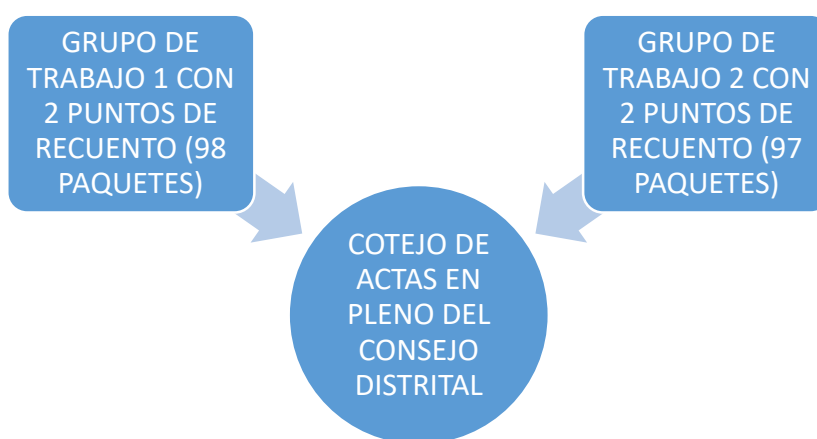 GRUPO DE
TRABAJO 1 CON
2 PUNTOS DE
RECUENTO (98
PAQUETES)
GRUPO DE
TRABAJO 2 CON
2 PUNTOS DE
RECUENTO (97
PAQUETES)
COTEJO DE
ACTAS EN
PLENO DEL
CONSEJO
DISTRITAL